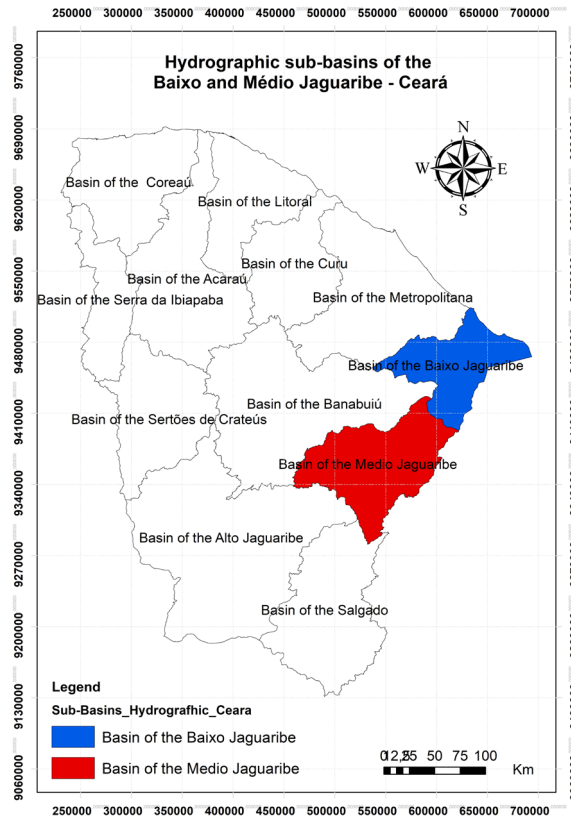 250000 300000 350000 400000 450000 500000 550000 600000 650000 700000
Hydrographic sub-basins of the
Baixo and Médio Jaguaribe - Ceará
9760000
9690000
9620000
9550000
9480000
9410000
9340000
9270000
9200000
9130000
9060000
N
W E
S
Basin of the Coreaú
Basin of the Litoral
Basin of the Curu
Basin of the Acaraú
Basin of the Serra da Ibiapaba
Basin of the Metropolitana
Basin of the Baixo Jaguaribe
Basin of the Banabuiú
Basin of the Sertões de Crateús
Basin of the Medio Jaguaribe
Basin of the Alto Jaguaribe
Basin of the Salgado
Legend
Sub-Basins_Hydrografhic_Ceara
Basin of the Baixo Jaguaribe
Basin of the Medio Jaguaribe
0 12,5 25 50 75 100
Km
250000 300000 350000 400000 450000 500000 550000 600000 650000 700000